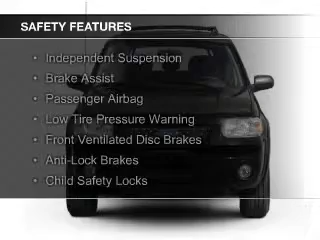 SAFETY FEATURES
• Independent Suspension
• Brake Assist
• Passenger Airbag
• Low Tire Pressure Warning
• Front Ventilated Disc Brakes
• Anti-Lock Brakes
• Child Safety Locks